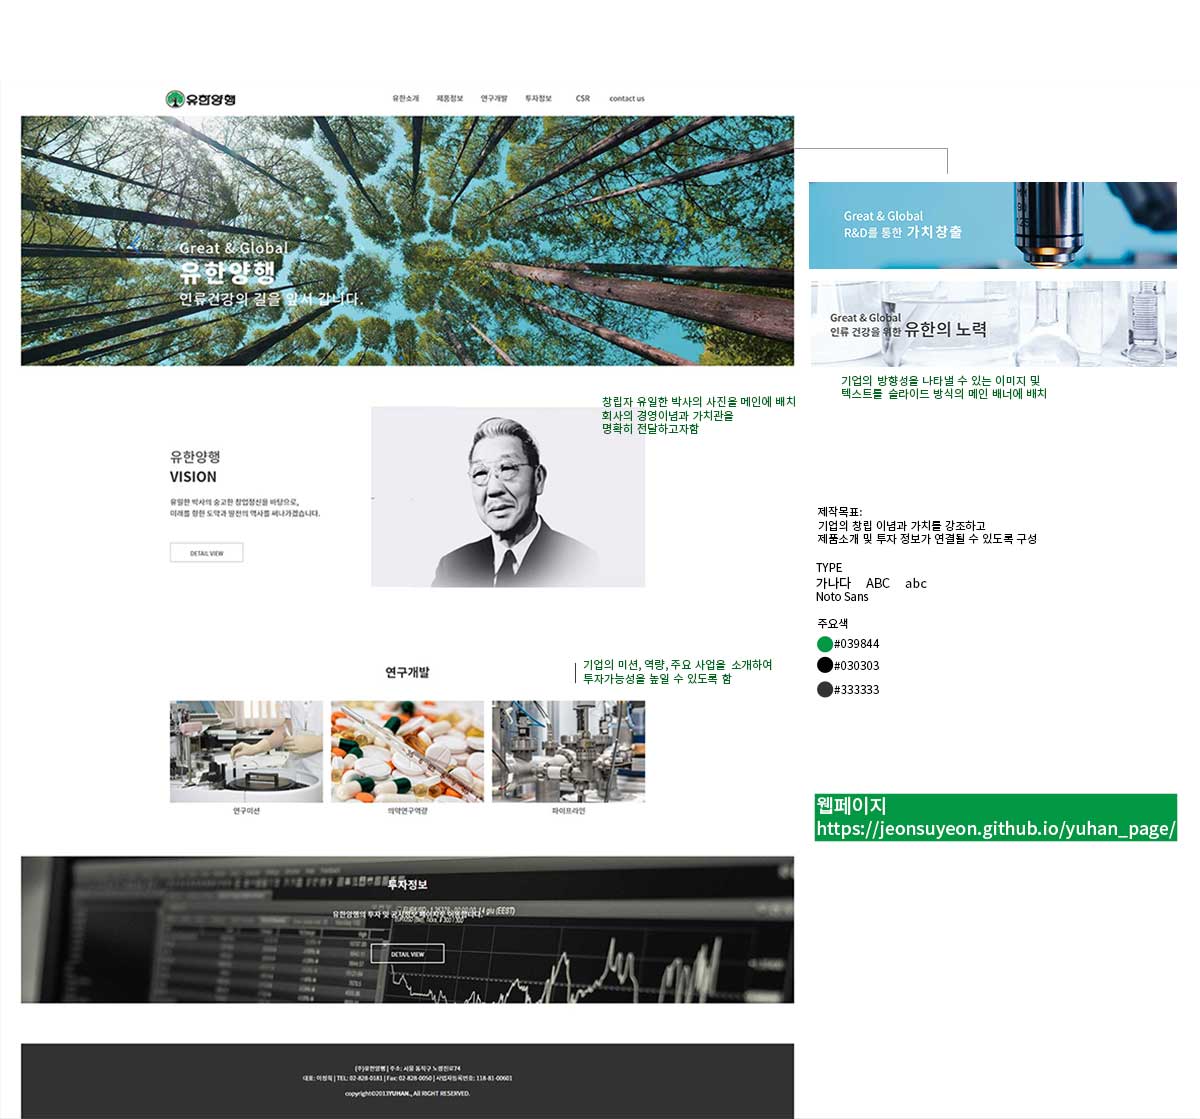 유한양행
유한소개 제품정보 연구개발 투자정보 CSR contact us
Great & Global
유한양행
인류건강의 길을 앞서 갑니다.
Great & Global
R&D를 통한 가치창출
Great & Global
인류 건강을 위한 유한의 노력
기업의 방향성을 나타낼 수 있는 이미지 및
텍스트를 슬라이드 방식의 메인 배너에 배치
창립자 유일한 박사의 사진을 메인에 배치
회사의 경영이념과 가치관을
명확히 전달하고자함
유한양행
VISION
유일한 박사의 숭고한 창업정신을 바탕으로,
미래를 향한 도약과 발전의 역사를 써나가겠습니다.
DETAIL VIEW
제작목표:
기업의 창립 이념과 가치를 강조하고
제품소개 및 투자 정보가 연결될 수 있도록 구성
TYPE
가나다 ABC abc
Noto Sans
주요색
#039844
#030303
#333333
연구개발
기업의 미션, 역량, 주요 사업을 소개하여
투자가능성을 높일 수 있도록 함
연구미션
의약연구역량
파이프라인
웹페이지
https://jeonsuyeon.github.io/yuhan_page/
투자정보
유한양행의 투자 및 공시정보 페이지로 이동합니다.
DETAIL VIEW
(주)유한양행 | 주소: 서울 동작구 노량진로74
대표: 이정희 | TEL: 02-828-0181 | Fax: 02-828-0050 | 사업자등록번호: 118-81-00601
copyright©2013YUHAN., All RIGHT RESERVED.